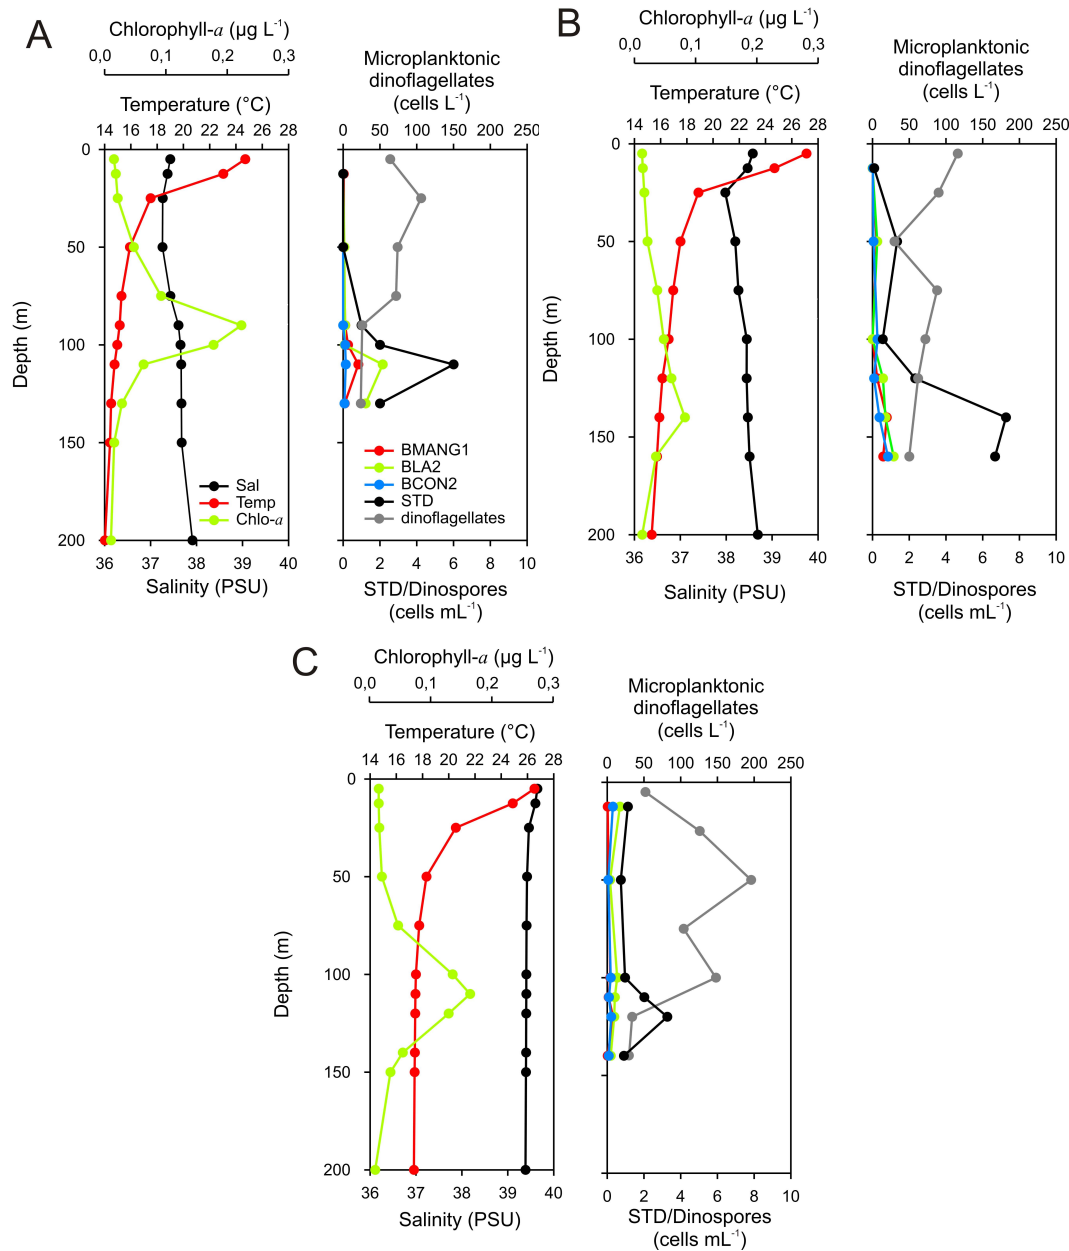 A
Chlorophyll-a (µg L-1)
0,0 0,1 0,2 0,3
Temperature (°C)
14 16 18 20 22 24 26 28
Microplanktonic
dinoflagellates
(cells L-1)
0 50 100 150 200 250
Depth (m)
0
50
100
150
200
Sal
Temp
Chlo-a
36 37 38 39 40
Salinity (PSU)
BMANG1
BLA2
BCON2
STD
dinoflagellates
0 2 4 6 8 10
STD/Dinospores
(cells mL-1)
B
Chlorophyll-a (µg L-1)
0,0 0,1 0,2 0,3
Temperature (°C)
14 16 18 20 22 24 26 28
Microplanktonic
dinoflagellates
(cells L-1)
0 50 100 150 200 250
Depth (m)
0
50
100
150
200
36 37 38 39 40
Salinity (PSU)
0 2 4 6 8 10
STD/Dinospores
(cells mL-1)
C
Chlorophyll-a (µg L-1)
0,0 0,1 0,2 0,3
Temperature (°C)
14 16 18 20 22 24 26 28
Microplanktonic
dinoflagellates
(cells L-1)
0 50 100 150 200 250
Depth (m)
0
50
100
150
200
36 37 38 39 40
Salinity (PSU)
0 2 4 6 8 10
STD/Dinospores
(cells mL-1)